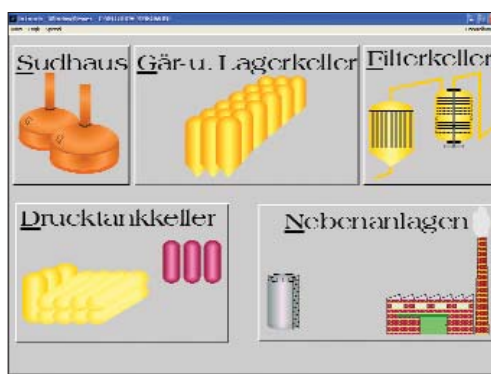 Sudhaus
Gär- u. Lagerkeller
Filterkeller
Drucktankkeller
Nebenanlagen